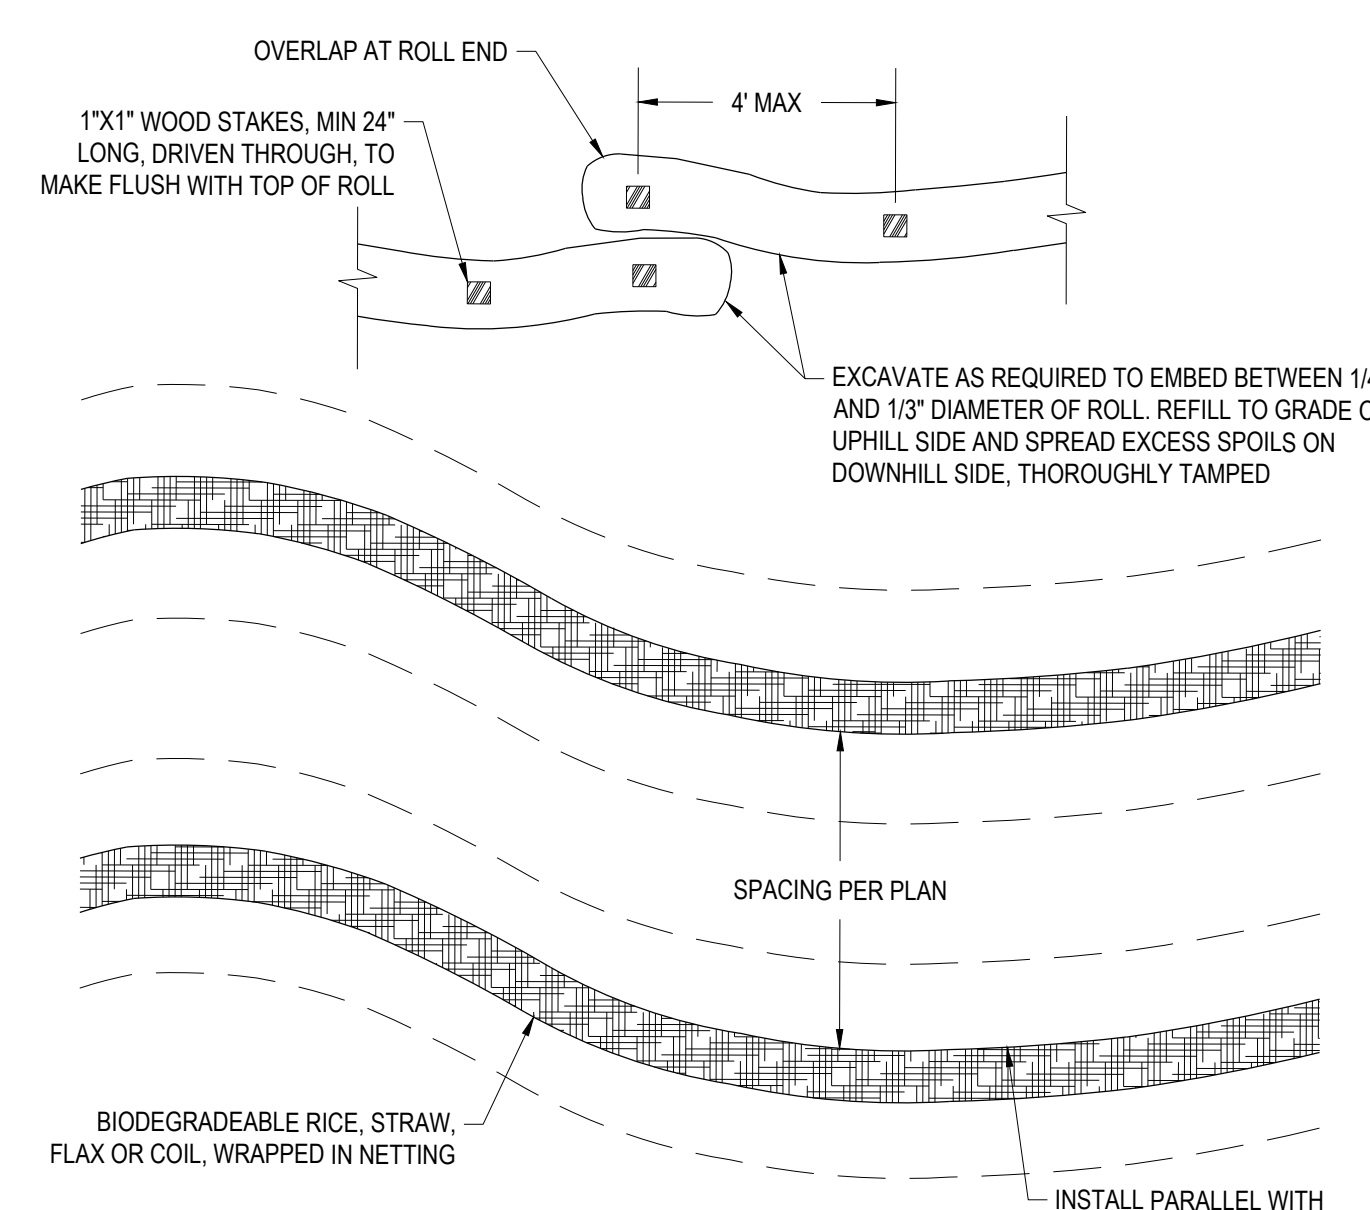 OVERLAP AT ROLL END
4' MAX
1"X1" WOOD STAKES, MIN 24"
LONG, DRIVEN THROUGH, TO
MAKE FLUSH WITH TOP OF ROLL
EXCAVATE AS REQUIRED TO EMBED BETWEEN
AND 1/3" DIAMETER OF ROLL. REFILL TO GRADE
UPHILL SIDE AND SPREAD EXCESS SPOILS ON
DOWNHILL SIDE, THOROUGHLY TAMPED
SPACING PER PLAN
BIODEGRADEABLE RICE, STRAW,
FLAX OR COIL, WRAPPED IN NETTING
INSTALL PARALLEL WITH